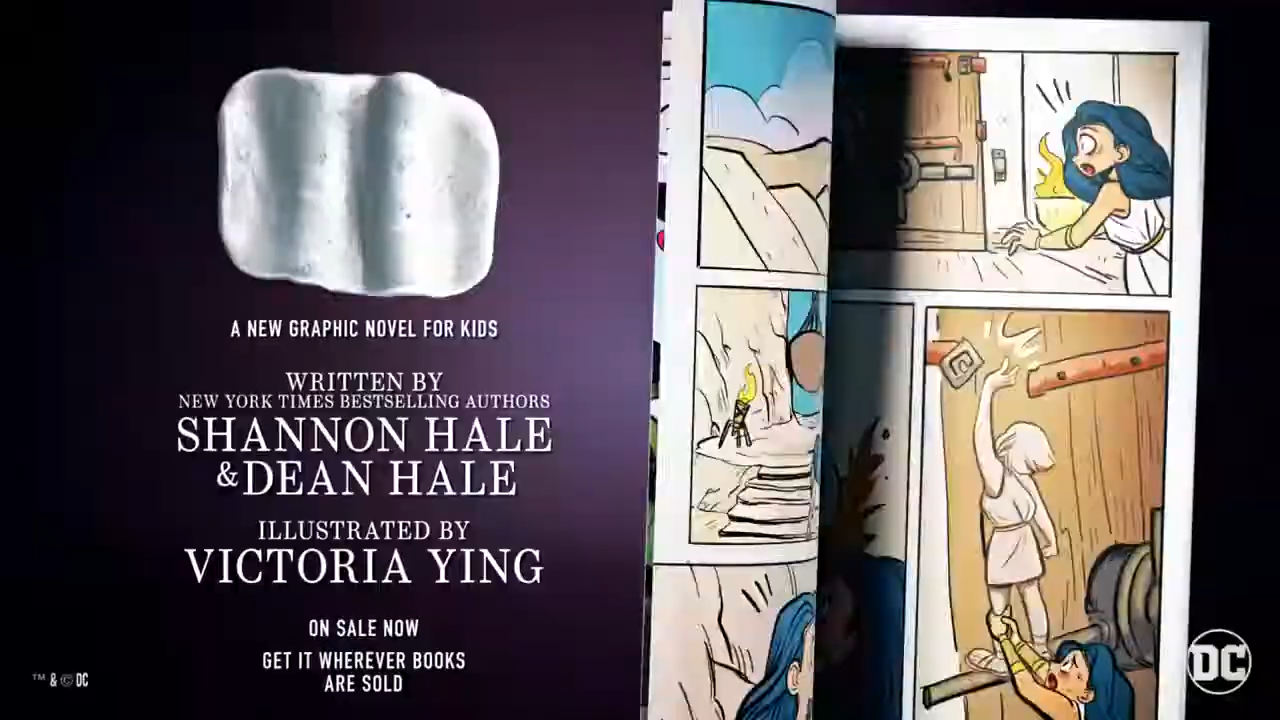 A NEW GRAPHIC NOVEL FOR KIDS
WRITTEN BY
NEW YORK TIMES BESTSELLING AUTHORS
SHANNON HALE
& DEAN HALE
ILLUSTRATED BY
VICTORIA YING
ON SALE NOW
GET IT WHEREVER BOOKS
ARE SOLD
™ & © DC
DC